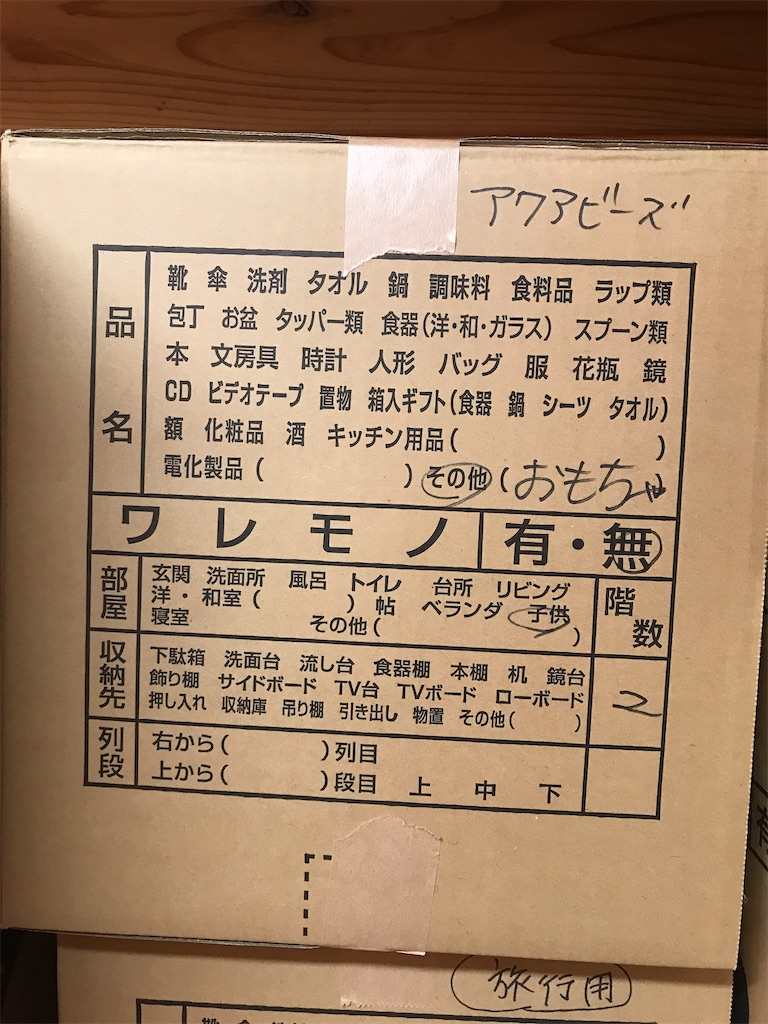 アクアビーズ
品名
靴 傘 洗剤 タオル 鍋 調味料 食料品 ラップ類
包丁 お盆 タッパー類 食器(洋・和・ガラス) スプーン類
本 文房具 時計 人形 バッグ 服 花瓶 鏡
CD ビデオテープ 置物 箱入ギフト(食器 鍋 シーツ タオル)
額 化粧品 酒 キッチン用品( )
電化製品( ) その他(おもちゃ
ワレモノ 有・無
部屋
玄関 洗面所 風呂 トイレ 台所 リビング
洋・和室( )帖 ベランダ 子供
寝室 その他( )
階数
2
収納先
下駄箱 洗面台 流し台 食器棚 本棚 机 鏡台
飾り棚 サイドボード TV台 TVボード ローボード
押し入れ 収納庫 吊り棚 引き出し 物置 その他( )
列段
右から( )列目
上から( )段目 上 中 下
旅行用